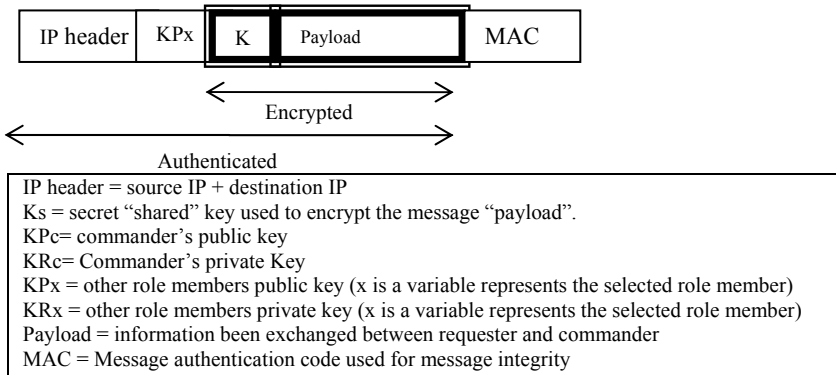 IP header KPx K Payload MAC
Encrypted
Authenticated
IP header = source IP + destination IP
Ks = secret “shared” key used to encrypt the message “payload”.
KPc= commander’s public key
KRc= Commander’s private Key
KPx = other role members public key (x is a variable represents the selected role member)
KRx = other role members private key (x is a variable represents the selected role member)
Payload = information been exchanged between requester and commander
MAC = Message authentication code used for message integrity